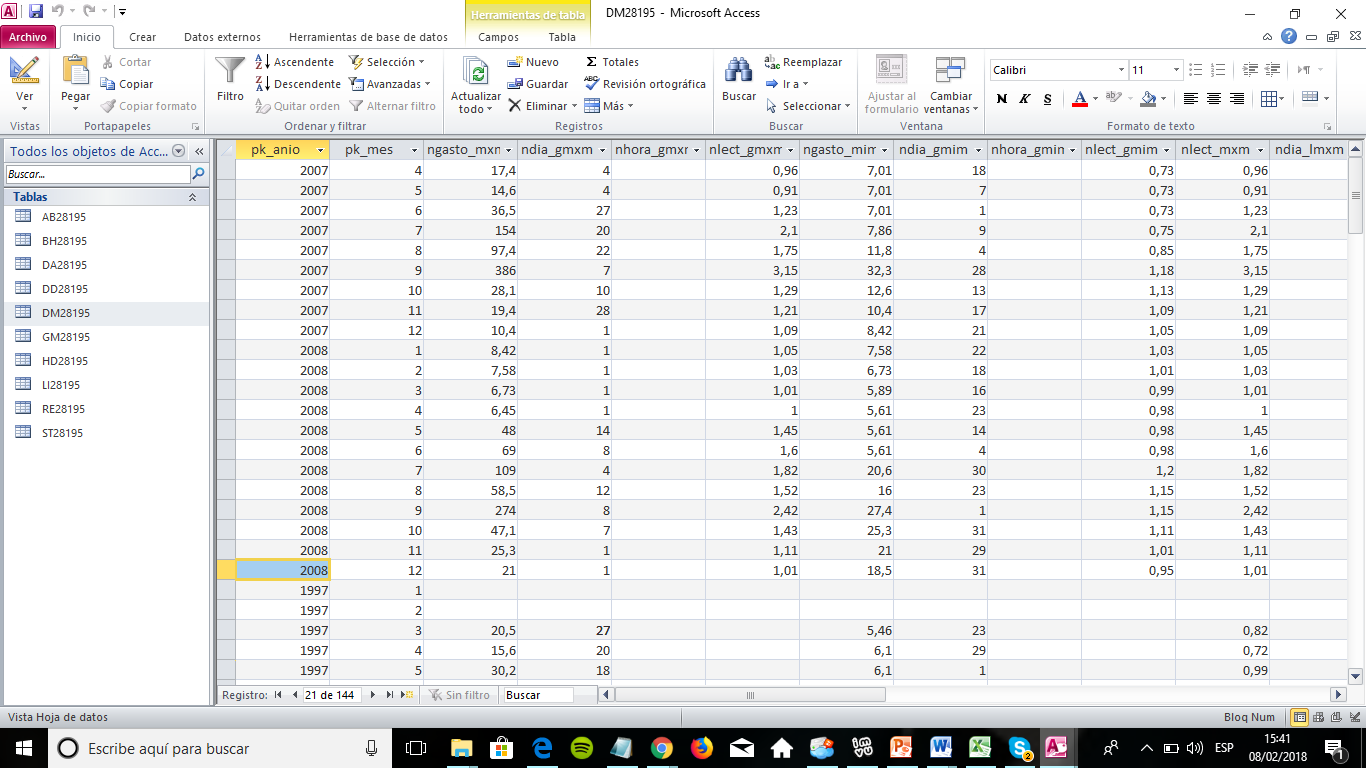 Herramientas de tabla
DM28195 - Microsoft Access
Archivo Inicio Crear Datos externos Herramientas de base de datos Campos Tabla
Ver
Vistas
Pegar
Cortar
Copiar
Copiar formato
Portapapeles
Filtro
Ascendente
Descendente
Quitar orden
Selección
Avanzadas
Alternar filtro
Ordenar y filtrar
Actualizar
todo
Nuevo
Guardar
Eliminar
Totales
Revisión ortográfica
Más
Registros
Buscar
Reemplazar
Ir a
Seleccionar
Buscar
Ajustar al
formulario
Cambiar
ventanas
Ventana
Calibri 11
N K S A
Formato de texto
Todos los objetos de Acc...
Buscar...
Tablas
AB28195
BH28195
DA28195
DD28195
DM28195
GM28195
HD28195
LI28195
RE28195
ST28195
pk_anio pk_mes ngasto_mxn ndia_gmxm nhora_gmxr nlect_gmxm ngasto_mim ndia_gmim nhora_gmin nlect_gmim nlect_mxm ndia_lmxm
2007 4 17,4 4 0,96 7,01 18 0,73 0,96
2007 5 14,6 4 0,91 7,01 7 0,73 0,91
2007 6 36,5 27 1,23 7,01 1 0,73 1,23
2007 7 154 20 2,1 7,86 9 0,75 2,1
2007 8 97,4 22 1,75 11,8 4 0,85 1,75
2007 9 386 7 3,15 32,3 28 1,18 3,15
2007 10 28,1 10 1,29 12,6 13 1,13 1,29
2007 11 19,4 28 1,21 10,4 17 1,09 1,21
2007 12 10,4 1 1,09 8,42 21 1,05 1,09
2008 1 8,42 1 1,05 7,58 22 1,03 1,05
2008 2 7,58 1 1,03 6,73 18 1,01 1,03
2008 3 6,73 1 1,01 5,89 16 0,99 1,01
2008 4 6,45 1 1 5,61 23 0,98 1
2008 5 48 14 1,45 5,61 14 0,98 1,45
2008 6 69 8 1,6 5,61 4 0,98 1,6
2008 7 109 4 1,82 20,6 30 1,2 1,82
2008 8 58,5 12 1,52 16 23 1,15 1,52
2008 9 274 8 2,42 27,4 1 1,15 2,42
2008 10 47,1 7 1,43 25,3 31 1,11 1,43
2008 11 25,3 1 1,11 21 29 1,01 1,11
2008 12 21 1 1,01 18,5 31 0,95 1,01
1997 1
1997 2
1997 3 20,5 27 5,46 23 0,82
1997 4 15,6 20 6,1 29 0,72
1997 5 30,2 18 6,1 1 0,99
Registro: 21 de 144 Sin filtro Buscar
Vista Hoja de datos Bloq Num
Escribe aquí para buscar
ESP
15:41
08/02/2018